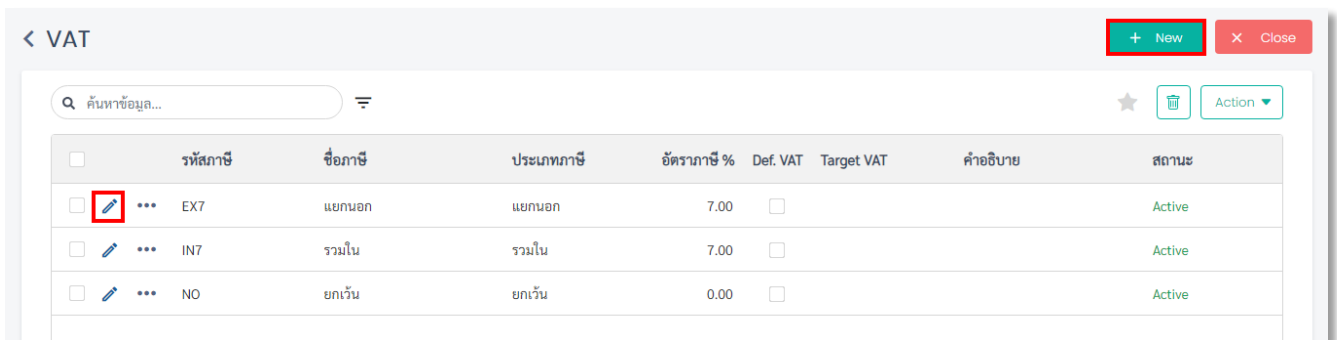 < VAT + New × Close
ค้นหาข้อมูล... Action ▼
รหัสภาษี ชื่อภาษี ประเภทภาษี อัตราภาษี % Def. VAT Target VAT คำอธิบาย สถานะ
EX7 แยกนอก แยกนอก 7.00 Active
IN7 รวมใน รวมใน 7.00 Active
NO ยกเว้น ยกเว้น 0.00 Active